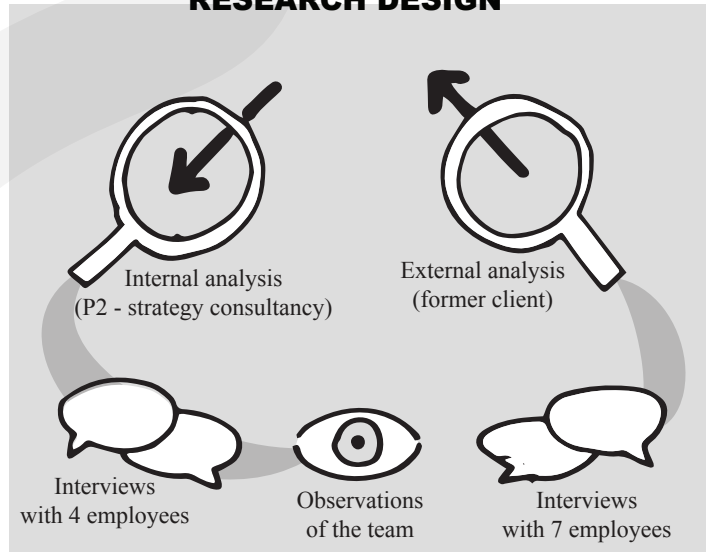 RESEARCH DESIGN
Internal analysis
(P2 - strategy consultancy)
External analysis
(former client)
Interviews
with 4 employees
Observations
of the team
Interviews
with 7 employees